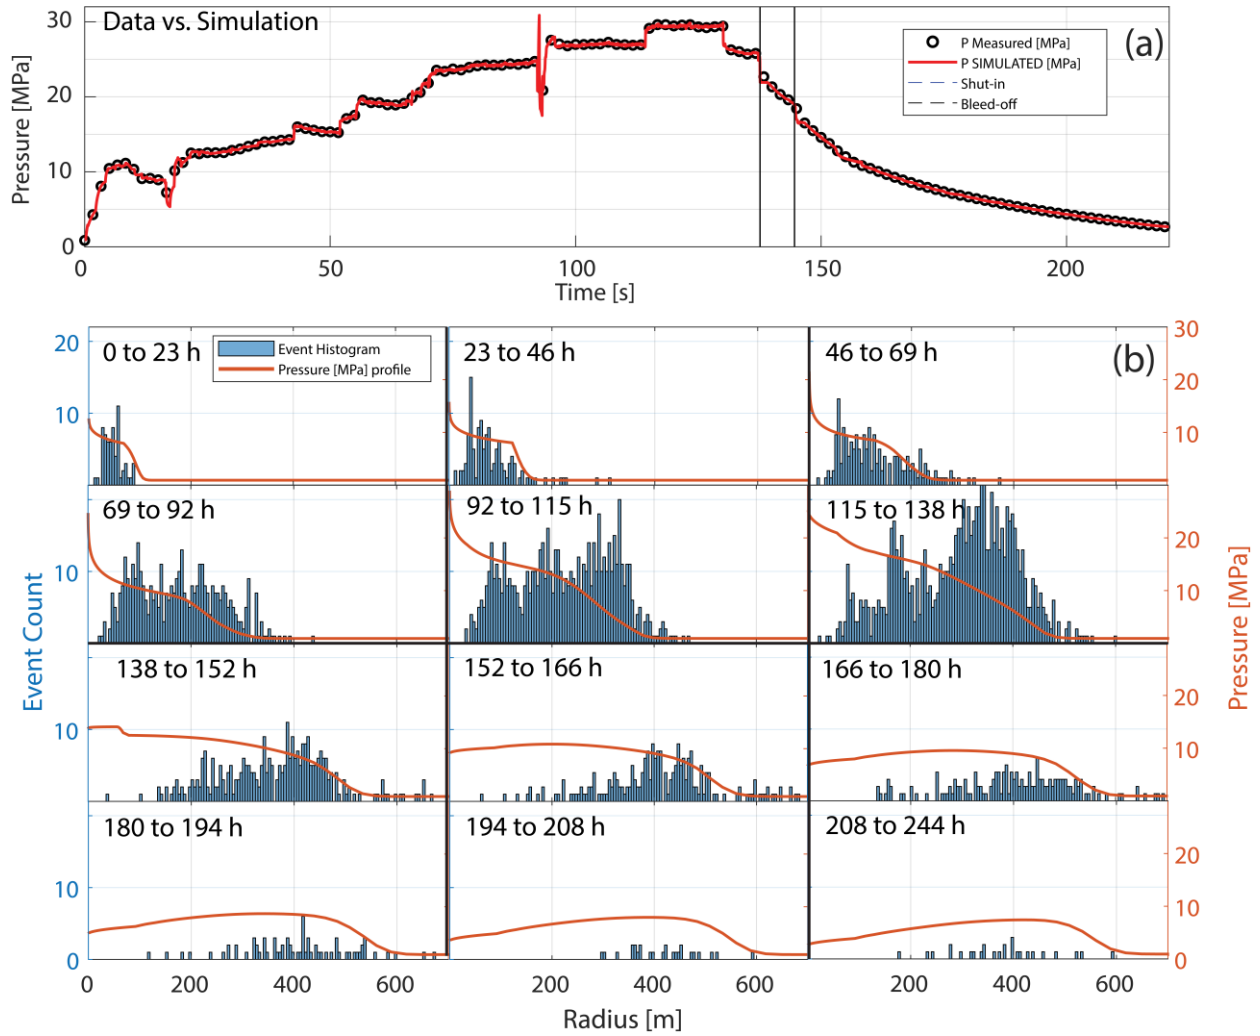 Data vs. Simulation
(a)
30
20
10
0
Pressure [MPa]
P Measured [MPa]
P SIMULATED [MPa]
Shut-in
Bleed-off
0
50
100
150
200
Time [s]
(b)
20
10
0 to 23 h
Event Histogram
Pressure [MPa] profile
23 to 46 h
46 to 69 h
30
20
10
0
69 to 92 h
92 to 115 h
115 to 138 h
10
20
10
0
Event Count
Pressure [MPa]
138 to 152 h
152 to 166 h
166 to 180 h
10
20
10
0
180 to 194 h
194 to 208 h
208 to 244 h
10
0
20
10
0
0
200
400
600
200
400
600
200
400
600
Radius [m]